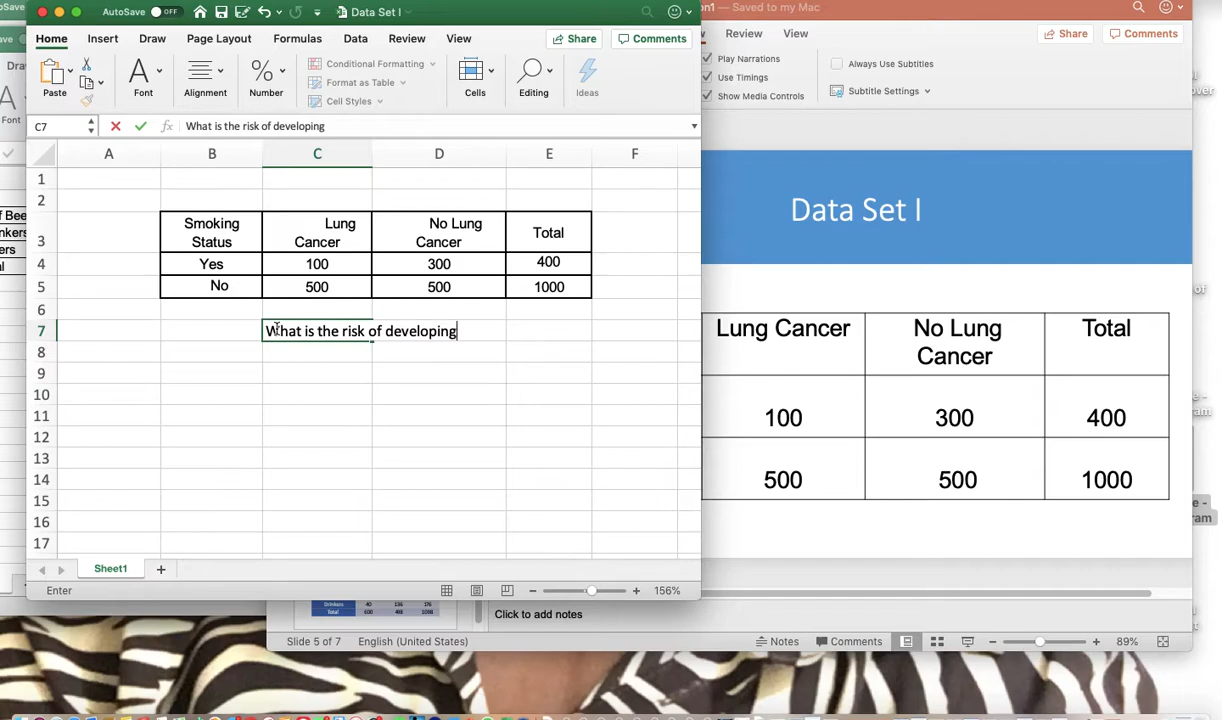 AutoSave OFF
Data Set I
Home Insert Draw Page Layout Formulas Data Review View
Share Comments
Paste Font Alignment Number
Conditional Formatting
Format as Table
Cell Styles
Cells Editing Ideas
C7 fx What is the risk of developing
A B C D E F
1
2
3 Smoking Status Lung Cancer No Lung Cancer Total
4 Yes 100 300 400
5 No 500 500 1000
6
7 What is the risk of developing
8
9
10
11
12
13
14
15
16
17
Sheet1
Enter 156%
on1 — Saved to my Mac
Review View
Share Comments
Play Narrations
Use Timings
Show Media Controls
Always Use Subtitles
Subtitle Settings
Data Set I
Lung Cancer No Lung Cancer Total
100 300 400
500 500 1000
Click to add notes
Slide 5 of 7 English (United States) Notes Comments 89%